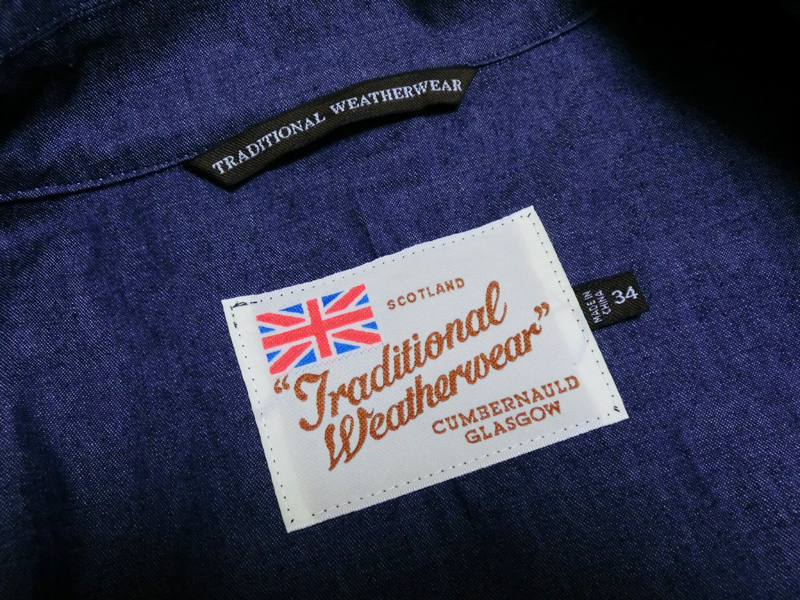 TRADITIONAL WEATHERWEAR
SCOTLAND
"Traditional
Weatherwear"
CUMBERNAULD
GLASGOW
MADE IN
CHINA
34